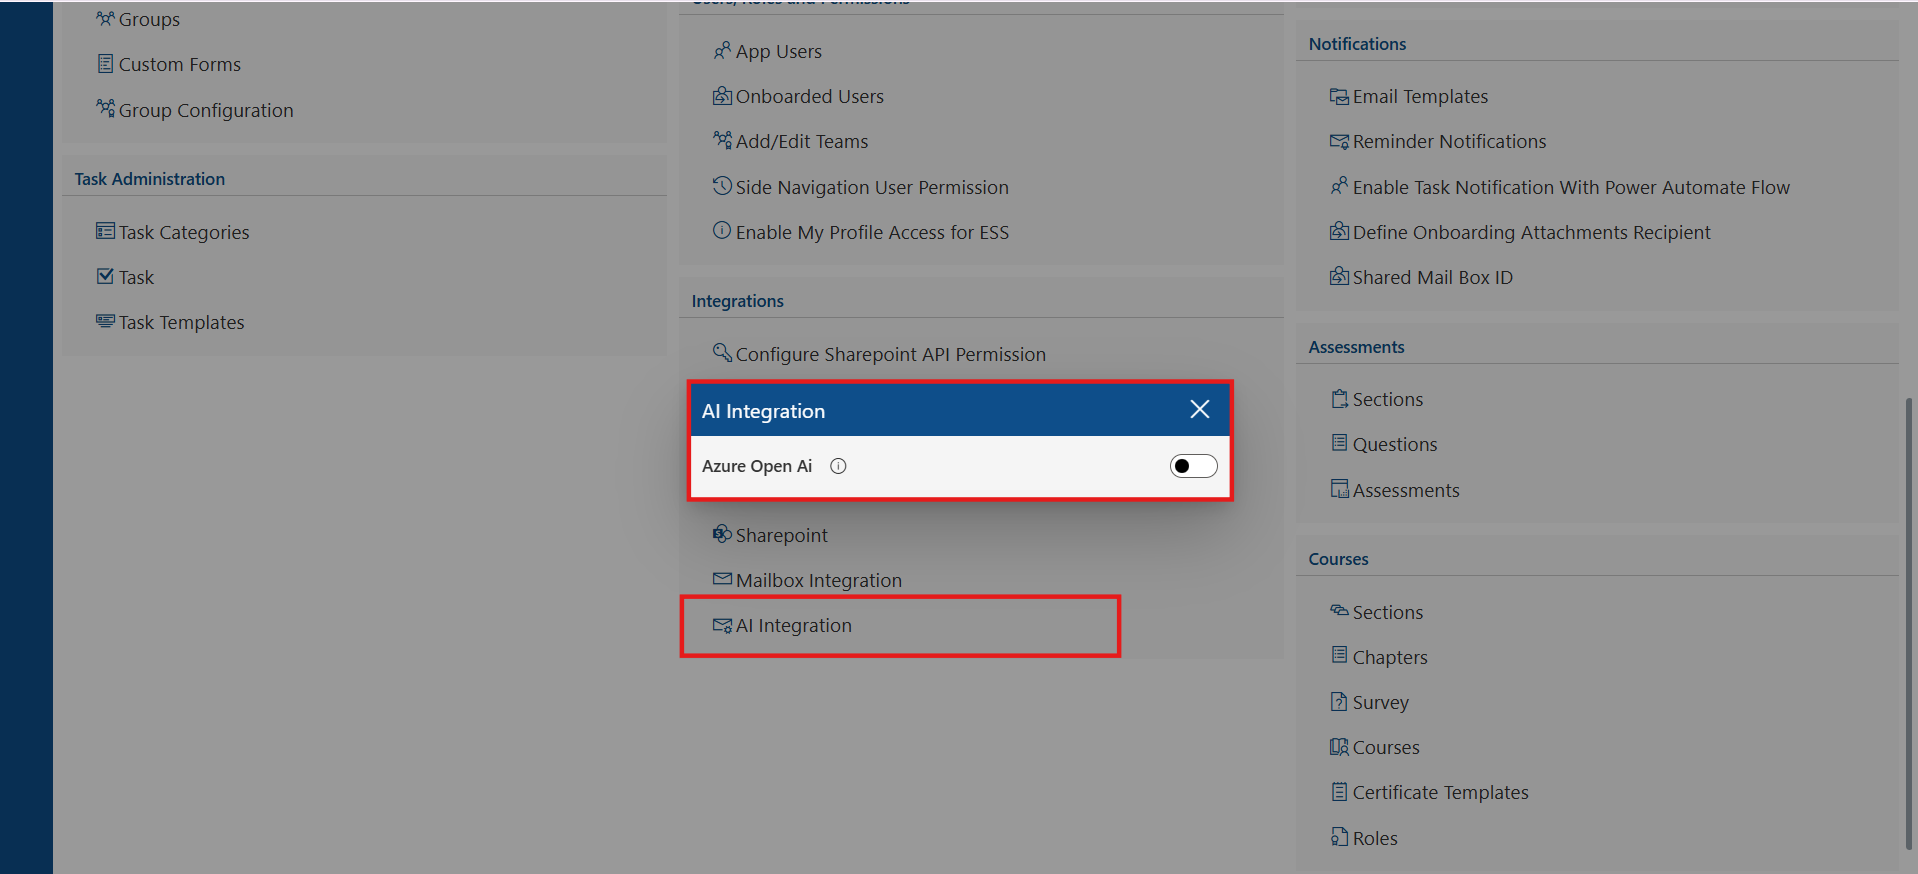 Groups
Custom Forms
Group Configuration
Task Administration
Task Categories
Task
Task Templates
Users, Roles and Permissions
App Users
Onboarded Users
Add/Edit Teams
Side Navigation User Permission
Enable My Profile Access for ESS
Integrations
Configure Sharepoint API Permission
AI Integration
Azure Open Ai
Sharepoint
Mailbox Integration
AI Integration
Notifications
Email Templates
Reminder Notifications
Enable Task Notification With Power Automate Flow
Define Onboarding Attachments Recipient
Shared Mail Box ID
Assessments
Sections
Questions
Assessments
Courses
Sections
Chapters
Survey
Courses
Certificate Templates
Roles